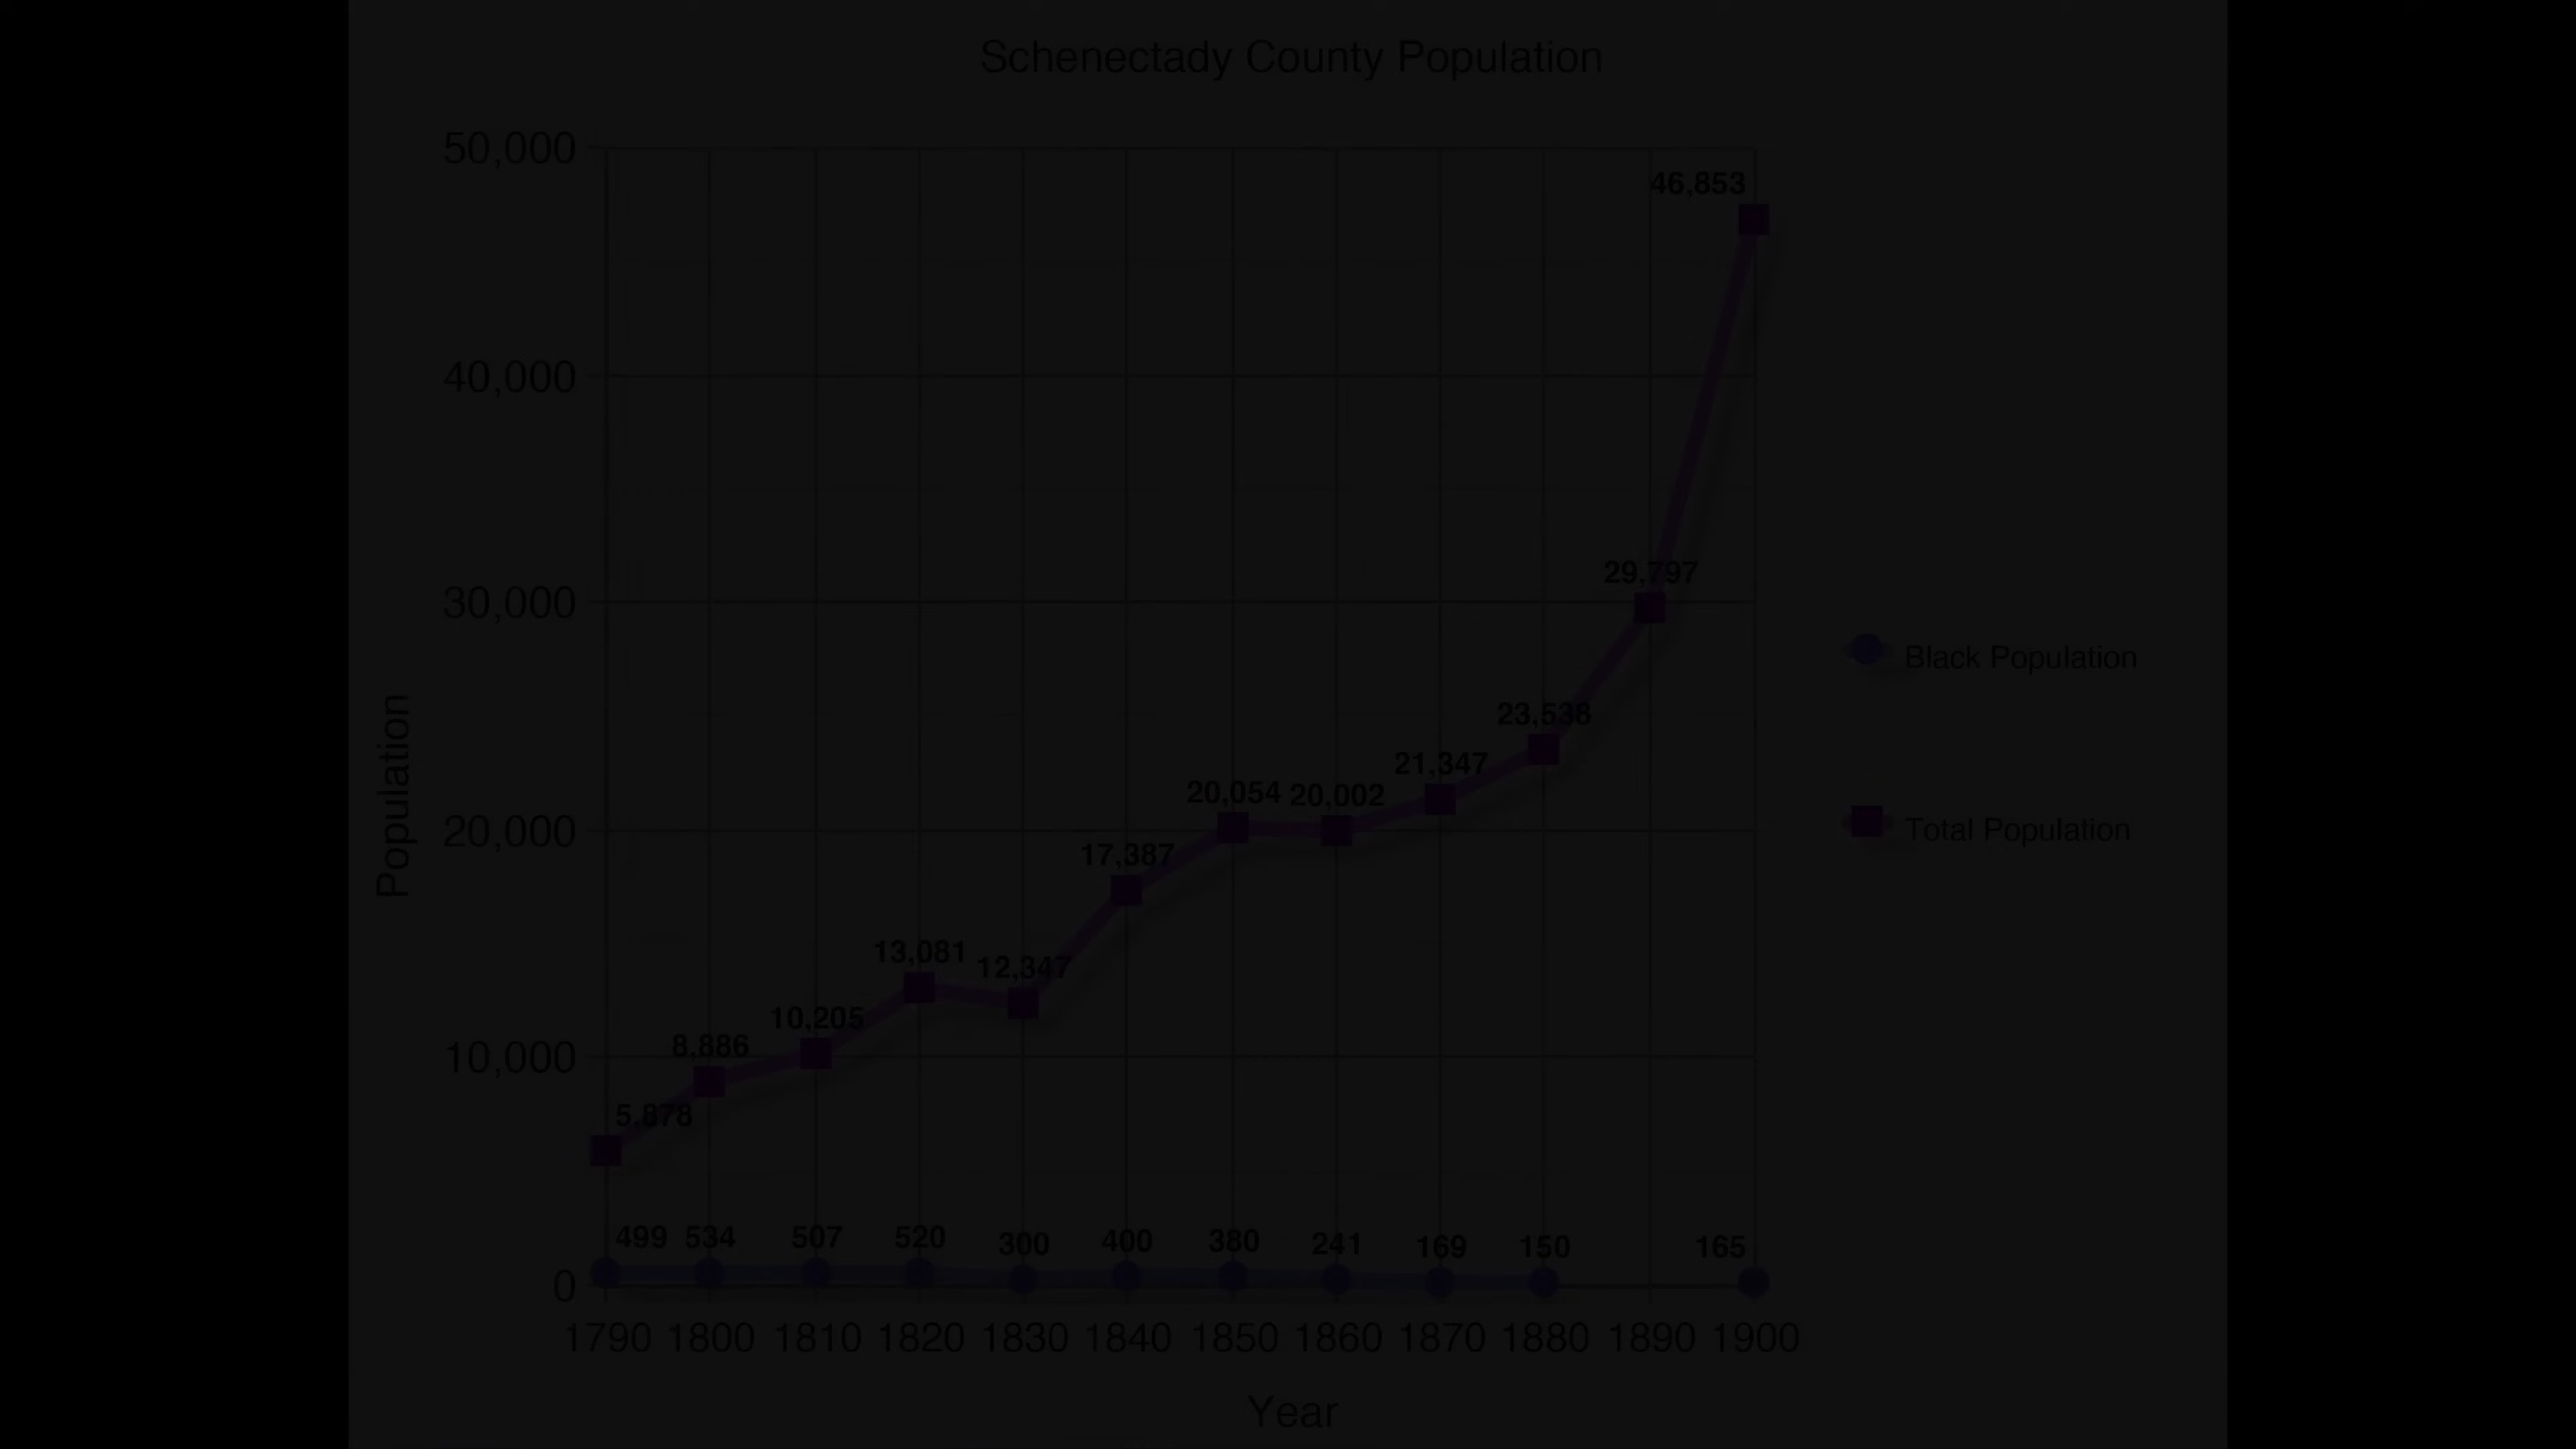 Schenectady County Population
50,000
46,853
40,000
29,797
30,000
Black Population
23,538
21,347
20,054 20,002
Total Population
20,000
17,387
Population
13,081
12,347
10,205
8,886
10,000
5.878
499 534 507 520 300 400 380 241 169 150 165
0
1790 1800 1810 1820 1830 1840 1850 1860 1870 1880 1890 1900
Year